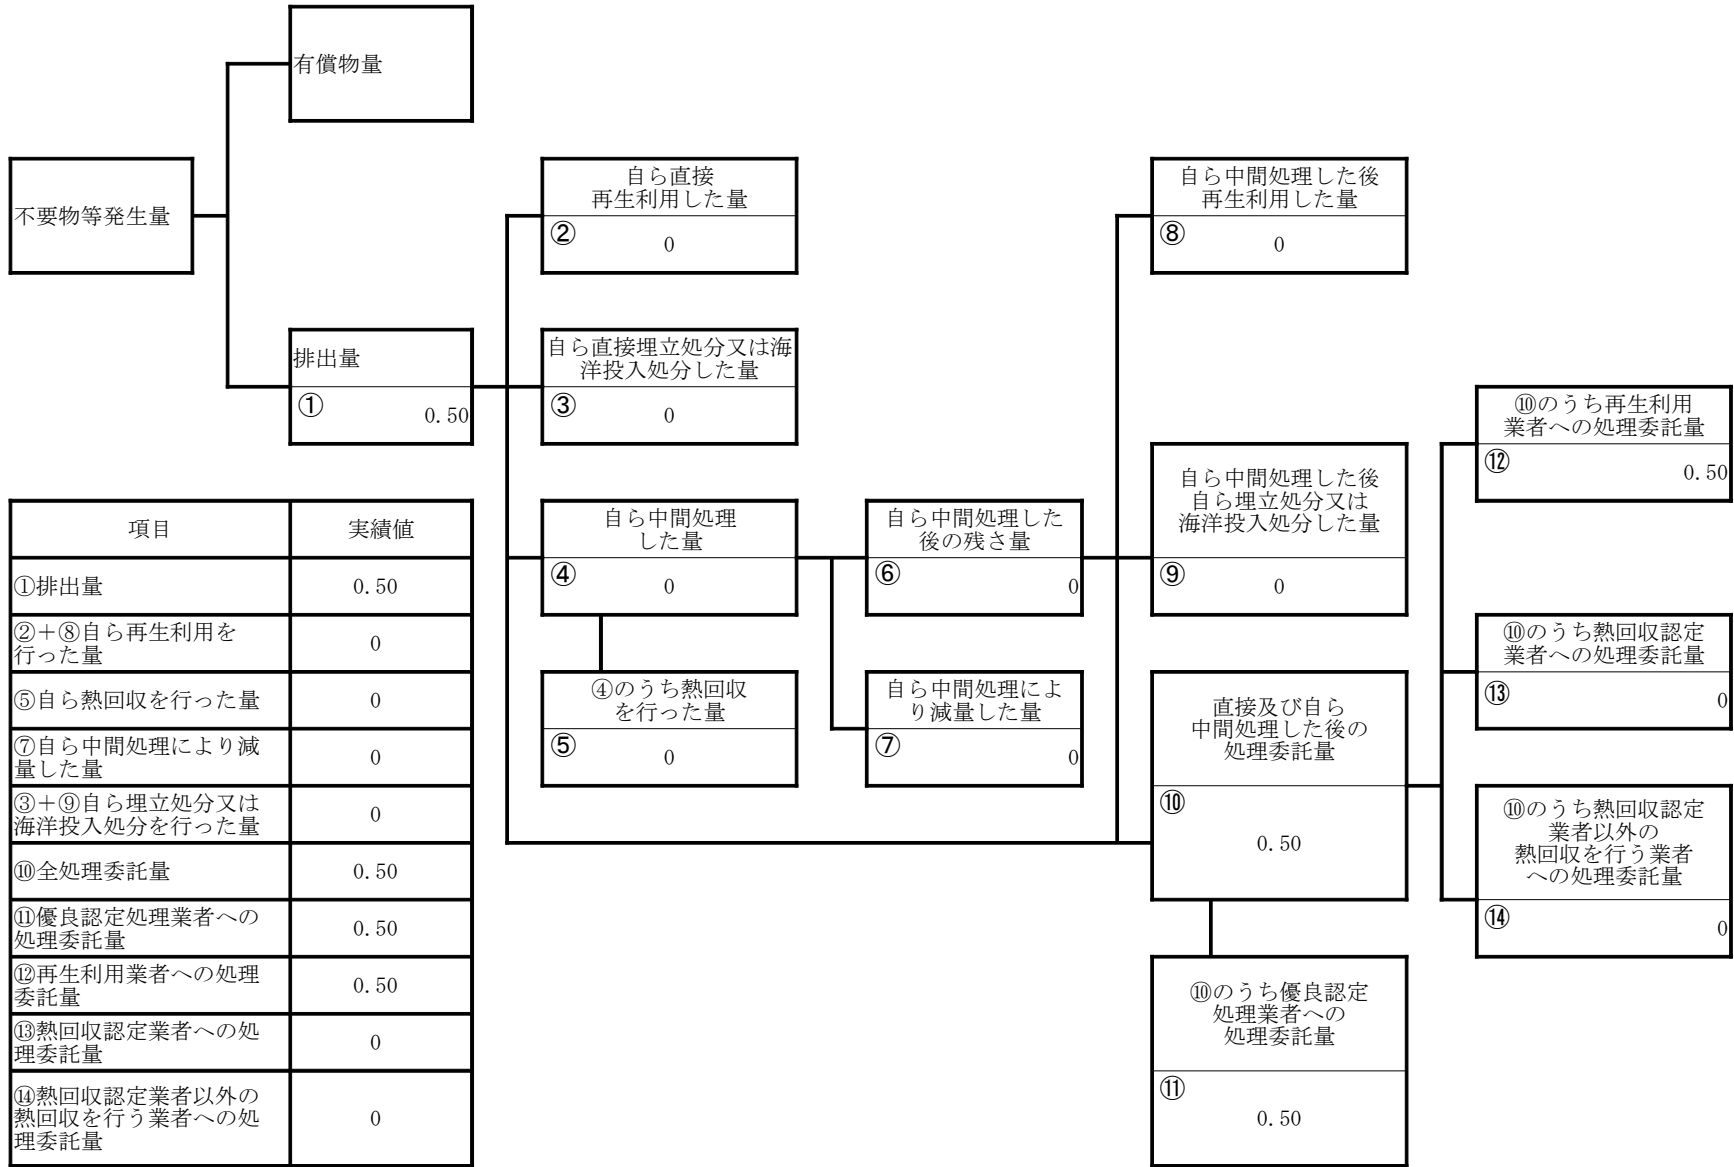 有償物量
不要物等発生量
自ら直接
再生利用した量
②
0
自ら中間処理した後
再生利用した量
⑧
0
排出量
①
0.50
自ら直接埋立処分又は海
洋投入処分した量
③
0
⑩のうち再生利用
業者への処理委託量
⑫
0.50
自ら中間処理
した量
④
0
自ら中間処理した
後の残さ量
⑥
0
自ら中間処理した後
自ら埋立処分又は
海洋投入処分した量
⑨
0
⑩のうち熱回収認定
業者への処理委託量
⑬
0
④のうち熱回収
を行った量
⑤
0
自ら中間処理によ
り減量した量
⑦
0
直接及び自ら
中間処理した後の
処理委託量
⑩
0.50
⑩のうち熱回収認定
業者以外の
熱回収を行う業者
への処理委託量
⑭
0
⑩のうち優良認定
処理業者への
処理委託量
⑪
0.50
項目 実績値
①排出量 0.50
②＋⑧自ら再生利用を
行った量 0
⑤自ら熱回収を行った量 0
⑦自ら中間処理により減
量した量 0
③＋⑨自ら埋立処分又は
海洋投入処分を行った量 0
⑩全処理委託量 0.50
⑪優良認定処理業者への
処理委託量 0.50
⑫再生利用業者への処理
委託量 0.50
⑬熱回収認定業者への処
理委託量 0
⑭熱回収認定業者以外の
熱回収を行う業者への処
理委託量 0